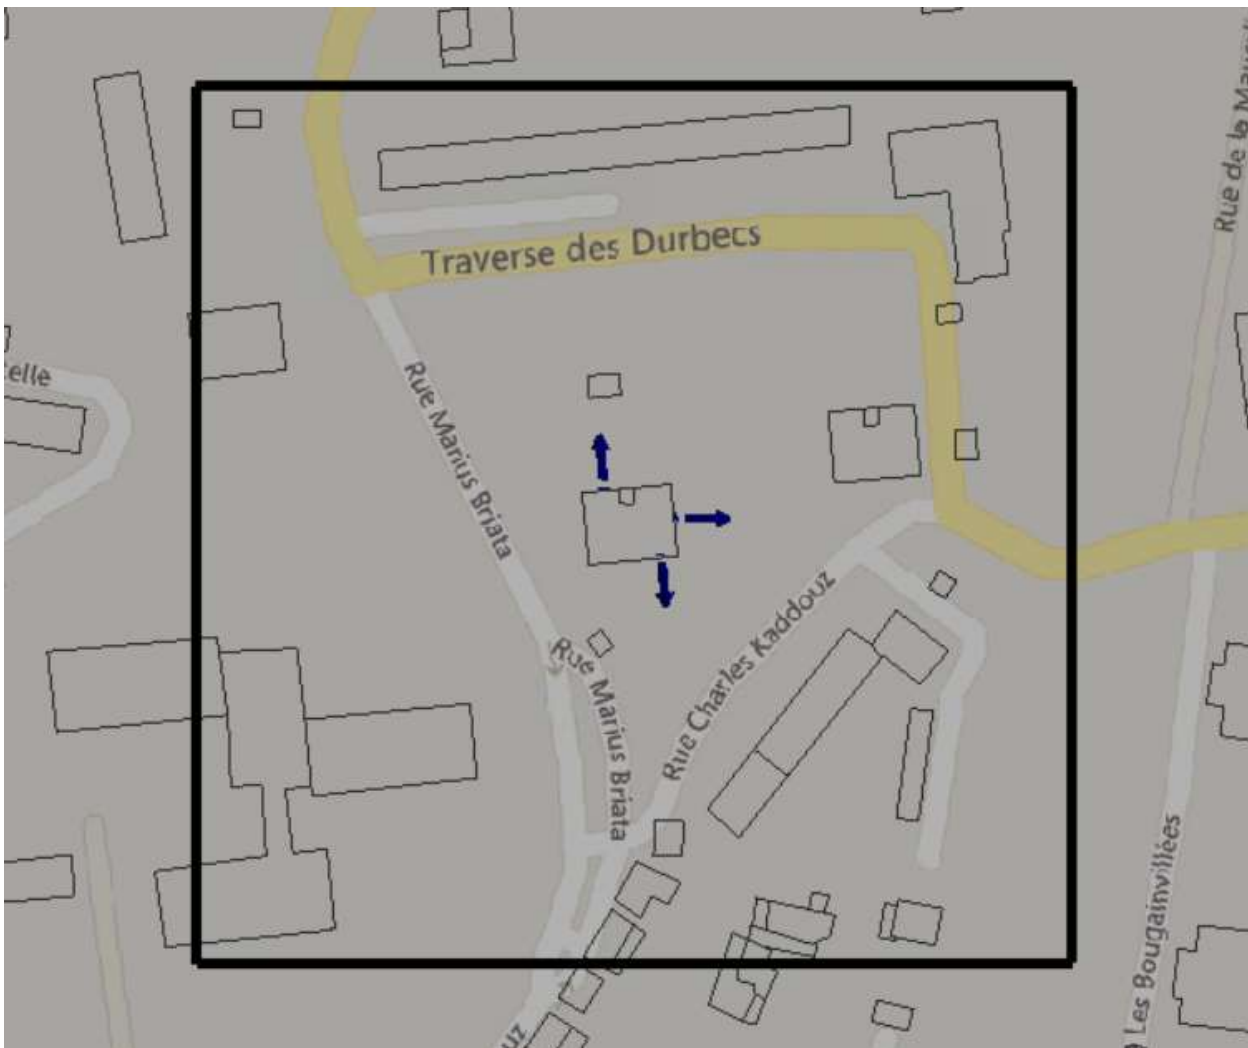 Traverse des Durbecs
Rue Marius Briata
Rue Marius Briata
Rue Charles Kaddouz
elle
Rue de la
Les Bougainvillées
uz